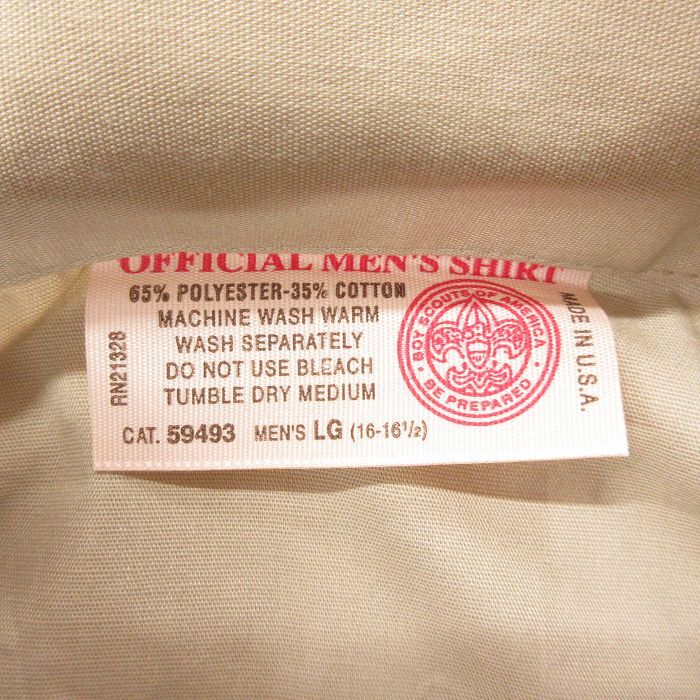 OFFICIAL MEN'S SHIRT
65% POLYESTER-35% COTTON
MACHINE WASH WARM
WASH SEPARATELY
DO NOT USE BLEACH
TUMBLE DRY MEDIUM
CAT. 59493 MEN'S LG (16-16½)
RN21328
BOY SCOUTS OF AMERICA
BE PREPARED
MADE IN U.S.A.